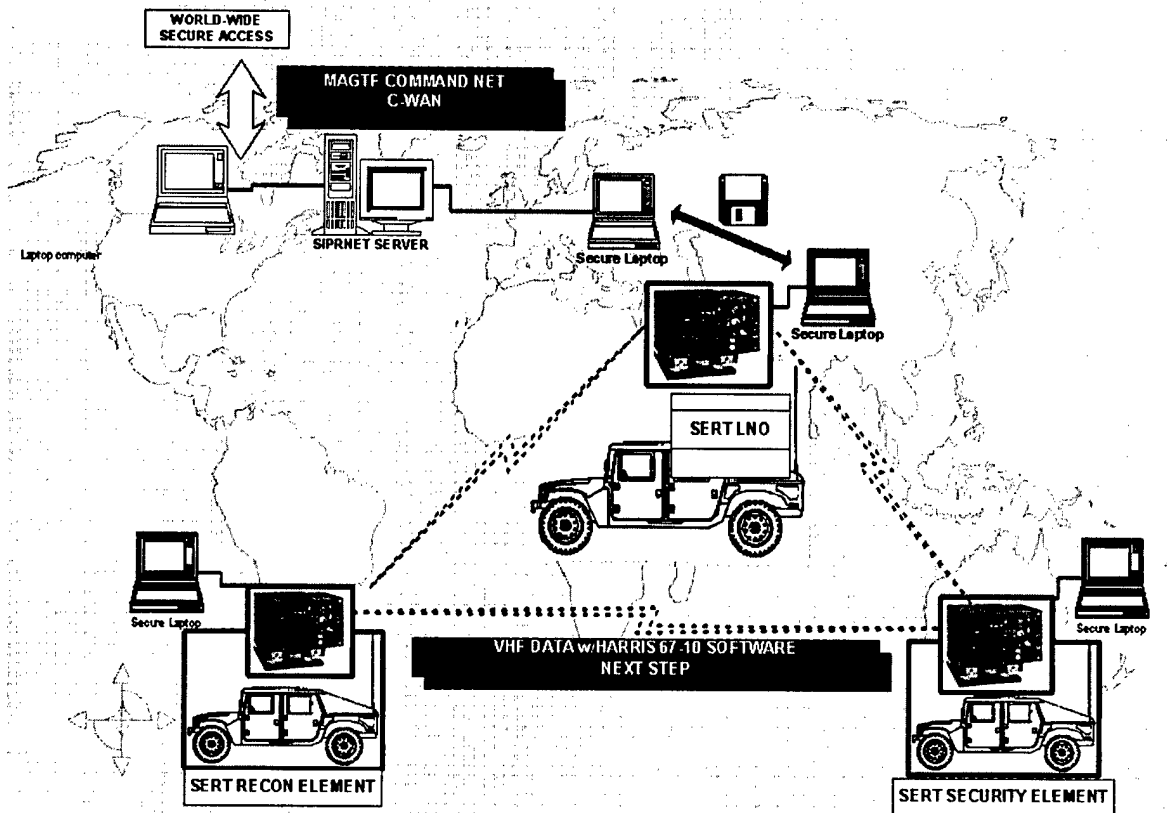 WORLD-WIDE
SECURE ACCESS
MAGTF COMMAND NET
C-WAN
Laptop computer
SIPRNET SERVER
Secure Laptop
Secure Laptop
SERT LNO
Secure Laptop
Secure Laptop
VHF DATA w/HARRIS 67-10 SOFTWARE
NEXT STEP
SERT RECON ELEMENT
SERT SECURITY ELEMENT